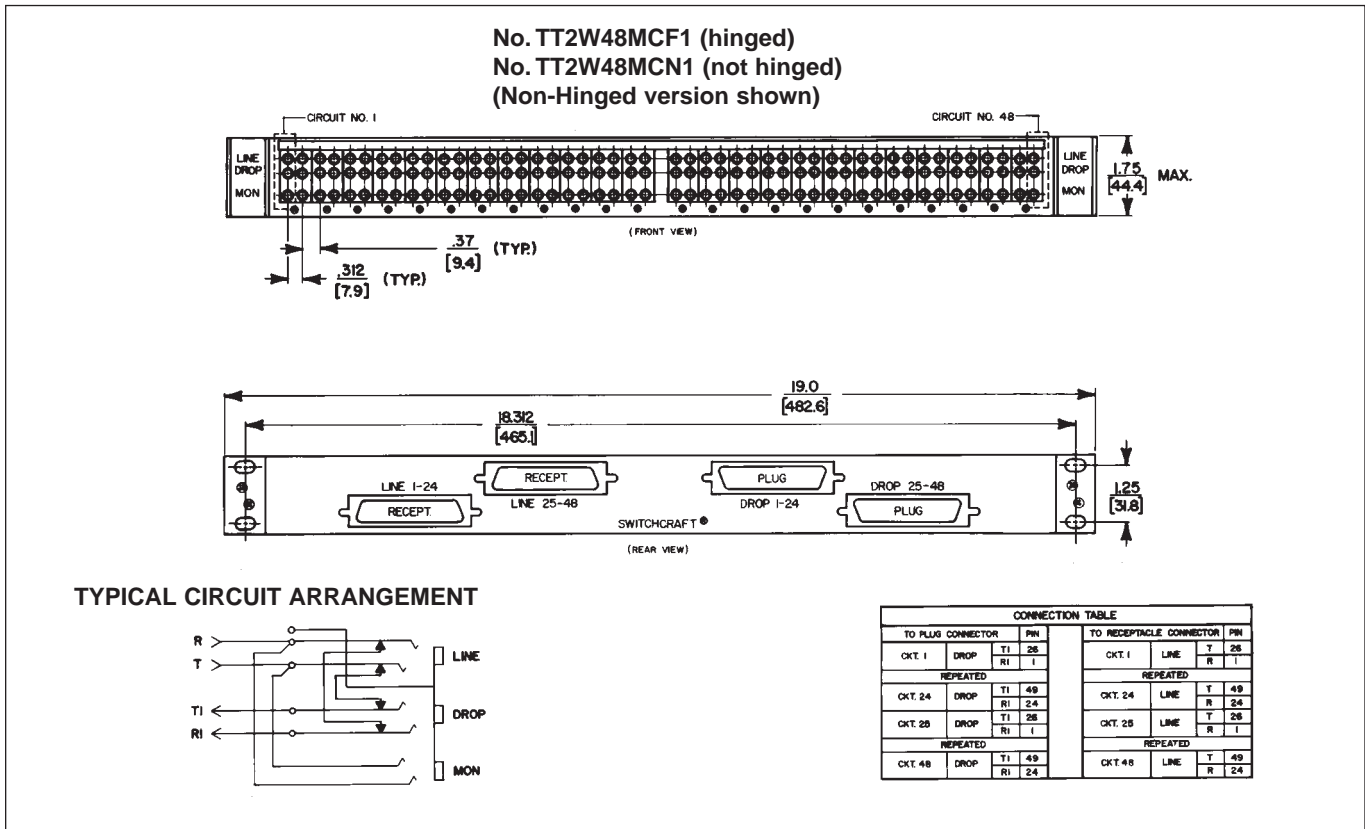 No. TT2W48MCF1 (hinged)
No. TT2W48MCN1 (not hinged)
(Non-Hinged version shown)
CIRCUIT NO. 1
CIRCUIT NO. 48
LINE
DROP
MON
LINE
DROP
MON
1.75
[44.4]
MAX.
(FRONT VIEW)
.37
[9.4]
(TYP.)
.312
[7.9]
(TYP.)
19.0
[482.6]
18.312
[465.1]
LINE 1-24
RECEPT.
RECEPT.
LINE 25-48
PLUG
DROP 1-24
DROP 25-48
PLUG
SWITCHCRAFT®
1.25
[31.8]
(REAR VIEW)
TYPICAL CIRCUIT ARRANGEMENT
R
T
T1
R1
LINE
DROP
MON
CONNECTION TABLE
TO PLUG CONNECTOR PIN
TO RECEPTACLE CONNECTOR PIN
CKT. 1 DROP T1 26
R1 1
CKT. 1 LINE T 26
R 1
REPEATED
REPEATED
CKT. 24 DROP T1 49
R1 24
CKT. 24 LINE T 49
R 24
CKT. 25 DROP T1 26
R1 1
CKT. 25 LINE T 26
R 1
REPEATED
REPEATED
CKT. 48 DROP T1 49
R1 24
CKT. 48 LINE T 49
R 24